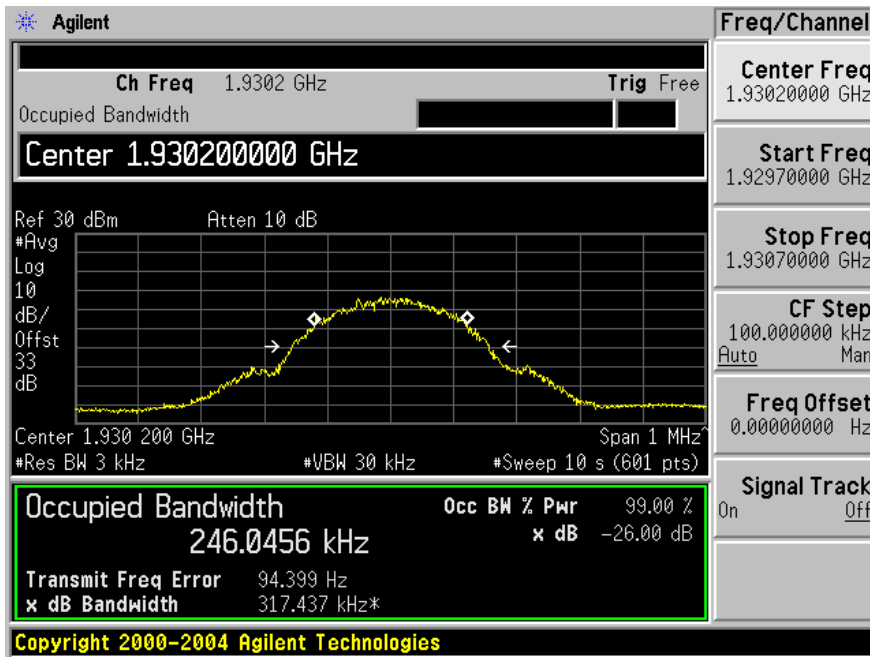 Agilent
Freq/Channel
Ch Freq 1.9302 GHz Trig Free
Occupied Bandwidth
Center 1.930200000 GHz
Ref 30 dBm Atten 10 dB
#Avg
Log
10
dB/
Offst
33
dB
Center 1.930 200 GHz Span 1 MHz^
#Res BW 3 kHz #VBW 30 kHz #Sweep 10 s (601 pts)
Occupied Bandwidth
246.0456 kHz
Occ BW % Pwr 99.00 %
x dB -26.00 dB
Transmit Freq Error 94.399 Hz
x dB Bandwidth 317.437 kHz*
Copyright 2000-2004 Agilent Technologies
Center Freq
1.93020000 GHz
Start Freq
1.92970000 GHz
Stop Freq
1.93070000 GHz
CF Step
100.000000 kHz
Auto Man
Freq Offset
0.00000000 Hz
Signal Track
On Off